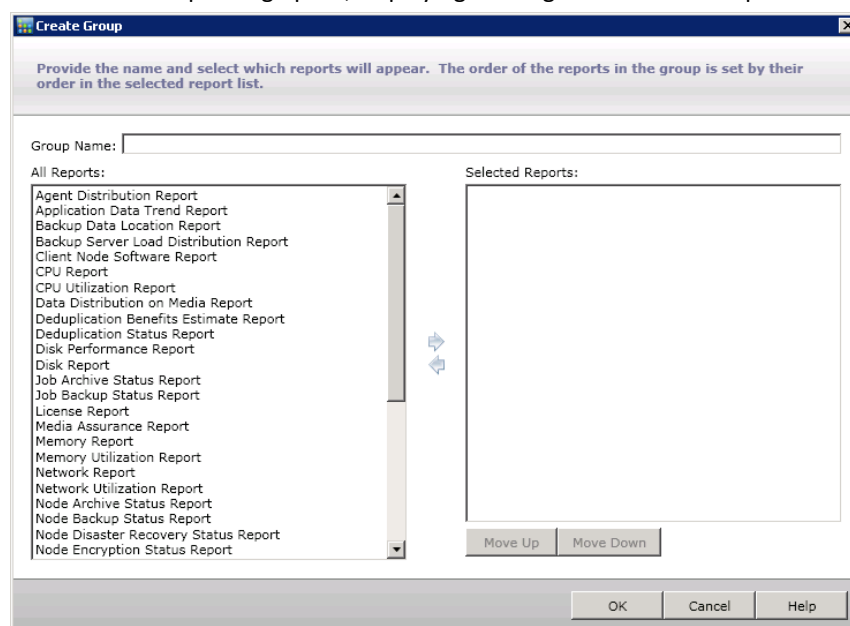 Create Group
Provide the name and select which reports will appear. The order of the reports in the group is set by their
order in the selected report list.
Group Name:
All Reports:
Selected Reports:
Agent Distribution Report
Application Data Trend Report
Backup Data Location Report
Backup Server Load Distribution Report
Client Node Software Report
CPU Report
CPU Utilization Report
Data Distribution on Media Report
Deduplication Benefits Estimate Report
Deduplication Status Report
Disk Performance Report
Disk Report
Job Archive Status Report
Job Backup Status Report
License Report
Media Assurance Report
Memory Report
Memory Utilization Report
Network Report
Network Utilization Report
Node Archive Status Report
Node Backup Status Report
Node Disaster Recovery Status Report
Node Encryption Status Report
Move Up
Move Down
OK
Cancel
Help